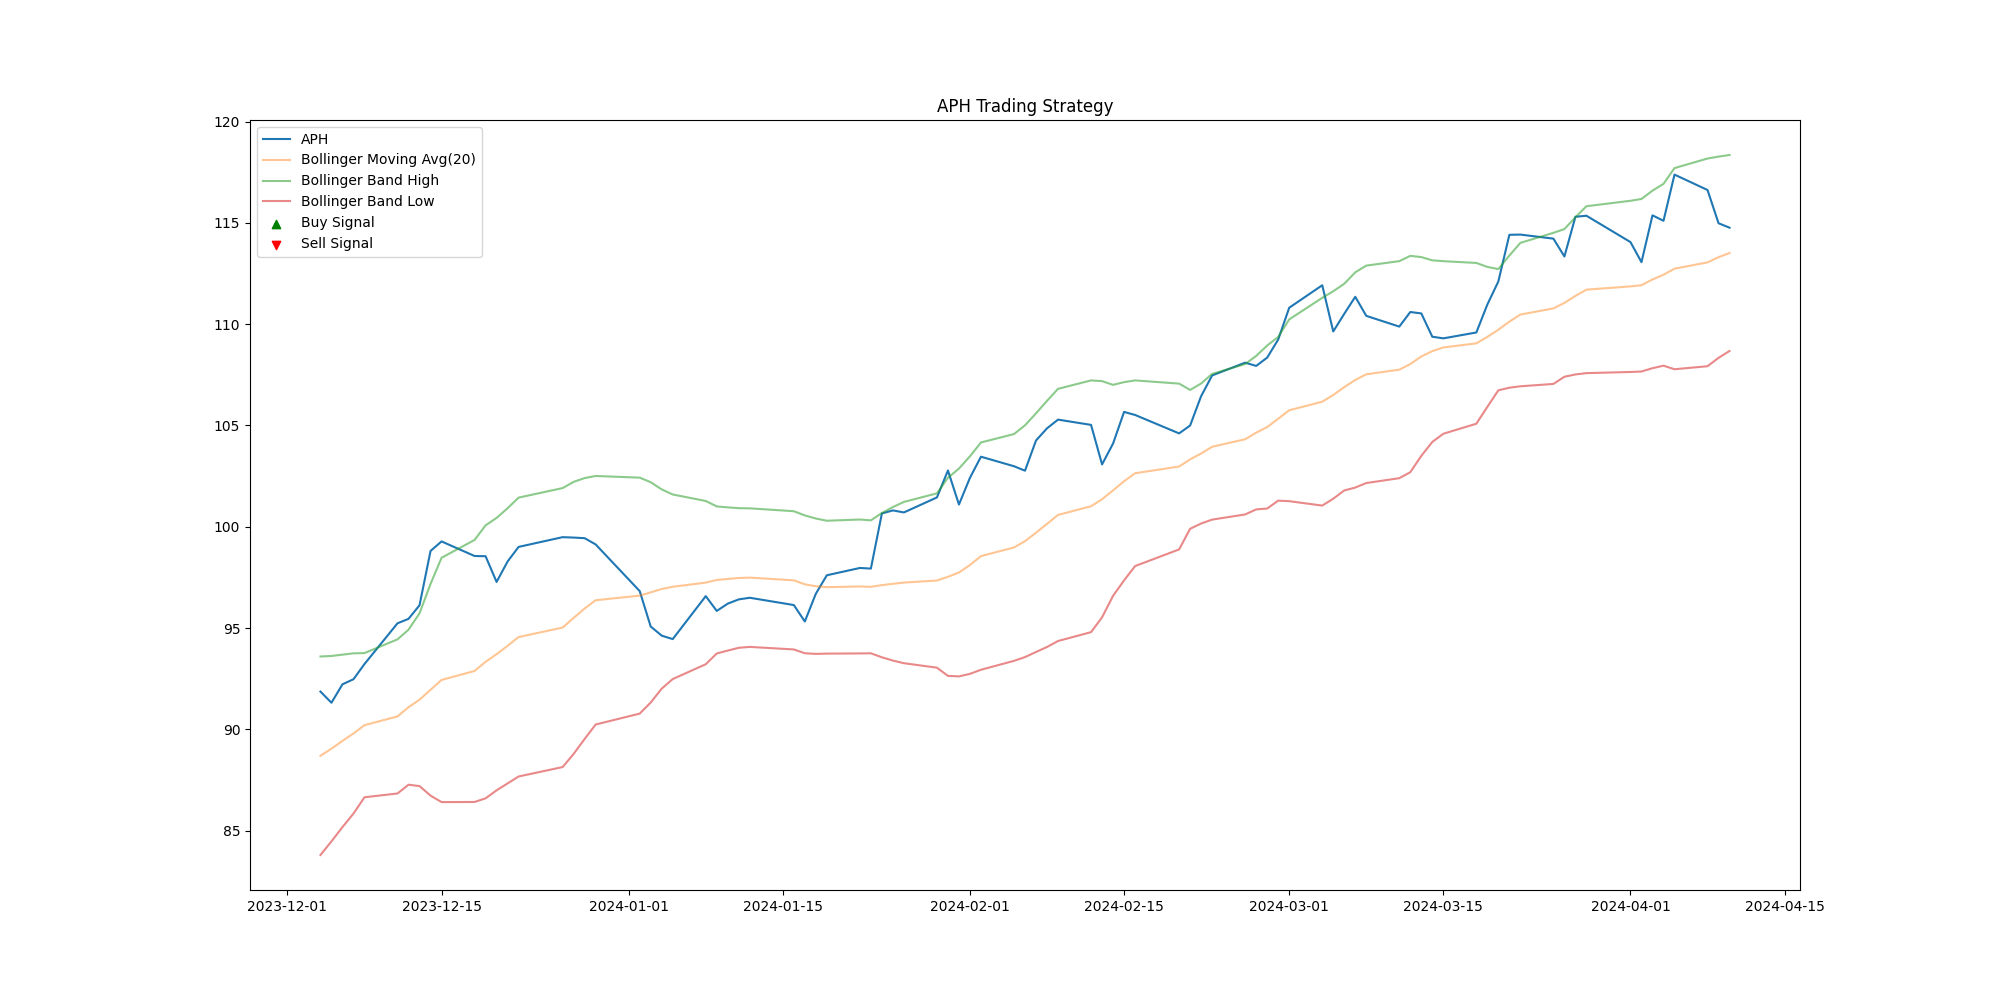 APH Trading Strategy
120
115
110
105
100
95
90
85
APH
Bollinger Moving Avg(20)
Bollinger Band High
Bollinger Band Low
Buy Signal
Sell Signal
2023-12-01
2023-12-15
2024-01-01
2024-01-15
2024-02-01
2024-02-15
2024-03-01
2024-03-15
2024-04-01
2024-04-15